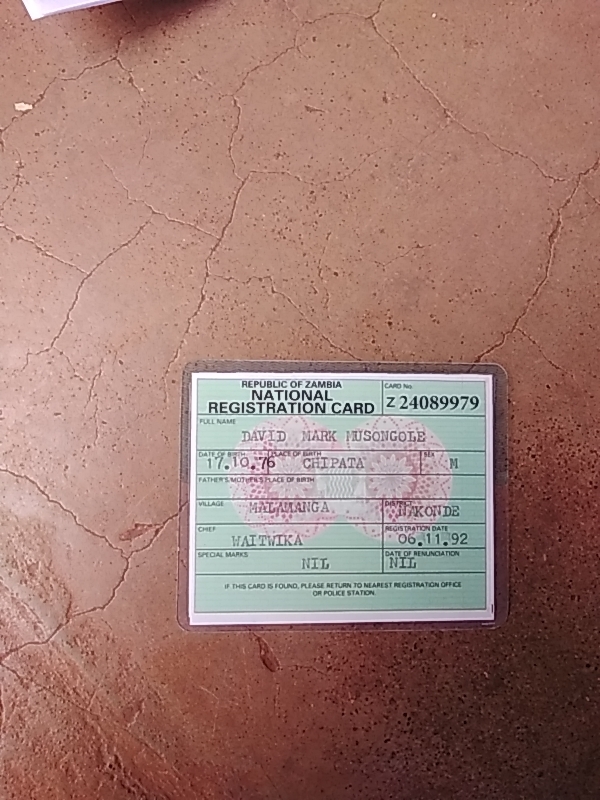 REPUBLIC OF ZAMBIA
NATIONAL
REGISTRATION CARD
CARD No.
Z 24089979
FULL NAME
DAVID MARK MUSONGOLE
DATE OF BIRTH PLACE OF BIRTH SEX
17.10.76 CHIPATA M
FATHER'S/MOTHER'S PLACE OF BIRTH
VILLAGE MALAMANGA DISTRICT NAKONDE
CHIEF REGISTRATION DATE
WAITWIKA 06.11.92
SPECIAL MARKS DATE OF RENUNCIATION
NIL NIL
IF THIS CARD IS FOUND, PLEASE RETURN TO NEAREST REGISTRATION OFFICE
OR POLICE STATION.